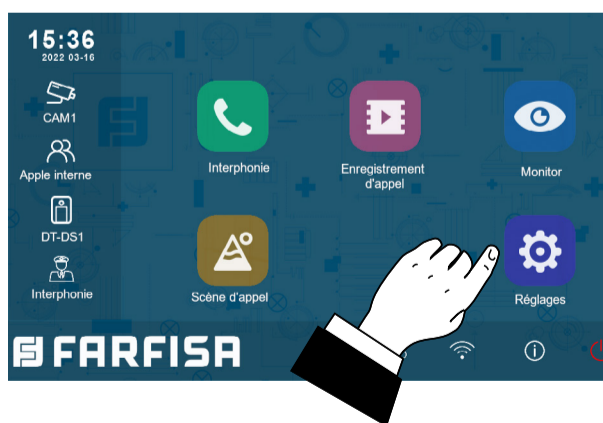 15:36
2022 03-16
CAM1
Apple interne
DT-DS1
Interphonie
Interphonie
Enregistrement
d'appel
Monitor
Scène d'appel
Réglages
FARFISA